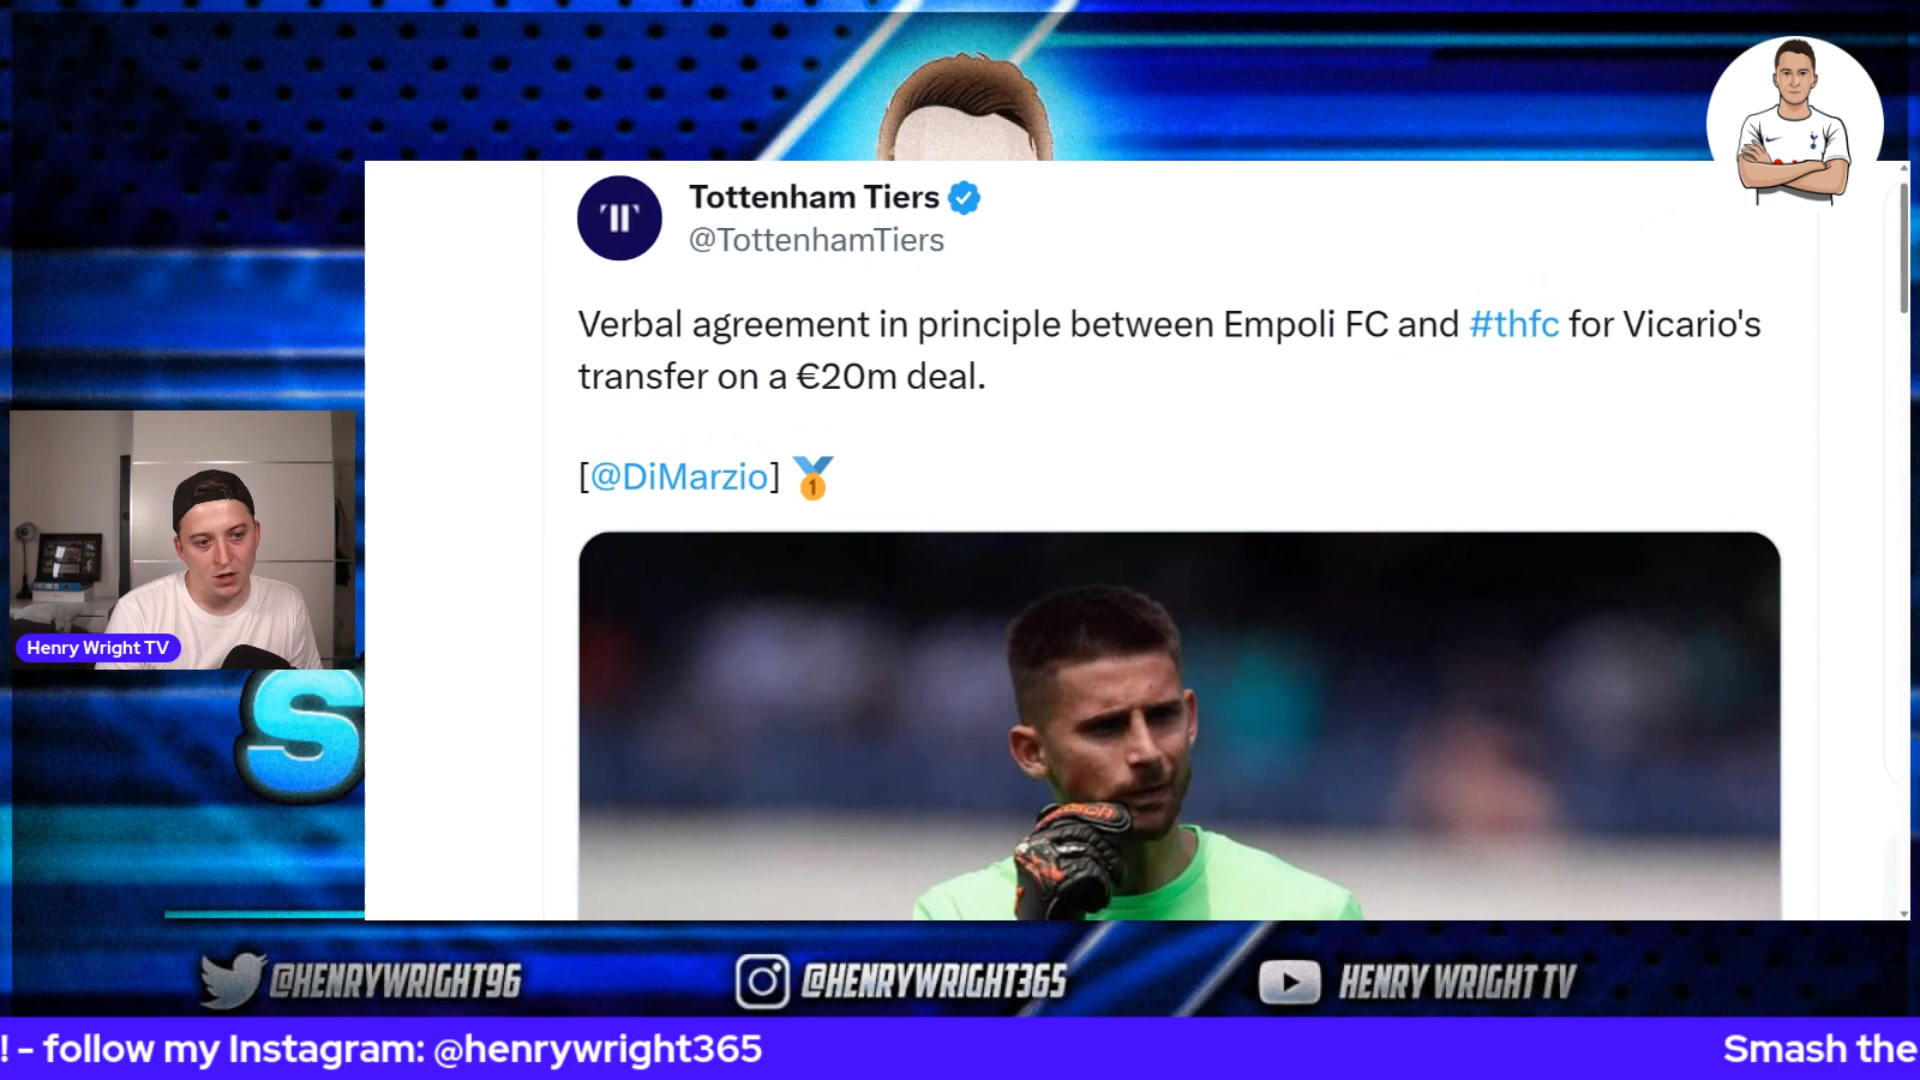 Tottenham Tiers
@TottenhamTiers
Verbal agreement in principle between Empoli FC and #thfc for Vicario's
transfer on a €20m deal.
[@DiMarzio] 🥇
Henry Wright TV
S
@HENRYWRIGHT96
@HENRYWRIGHT365
HENRY WRIGHT TV
! - follow my Instagram: @henrywright365
Smash the